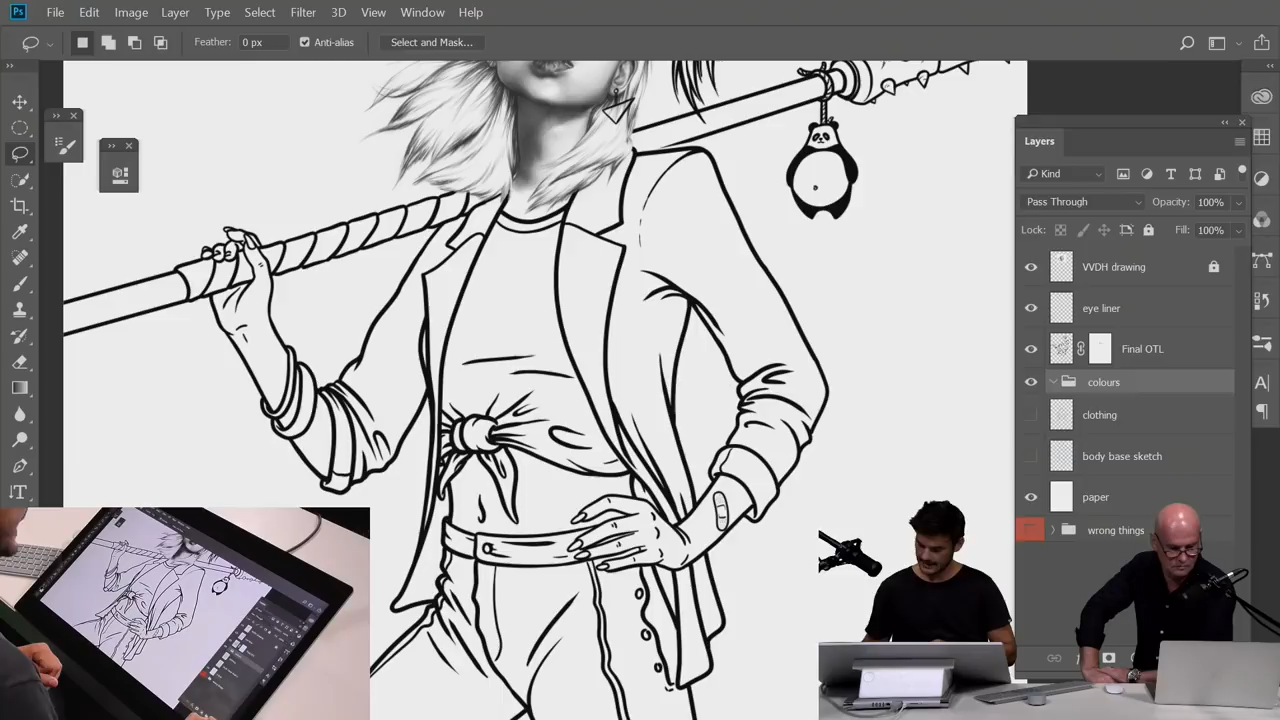 Ps File Edit Image Layer Type Select Filter 3D View Window Help
Feather: 0 px Anti-alias Select and Mask...
Layers
Kind
Pass Through Opacity: 100%
Lock: Fill: 100%
VVDH drawing
eye liner
Final OTL
colours
clothing
body base sketch
paper
wrong things